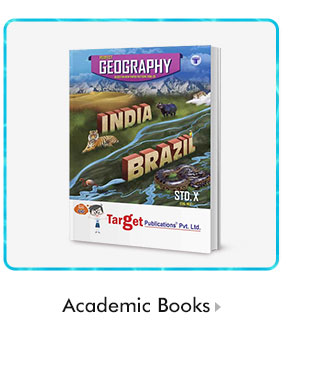 GEOGRAPHY
INDIA
BRAZIL
STD. X
Target Publications® Pvt. Ltd.
Academic Books